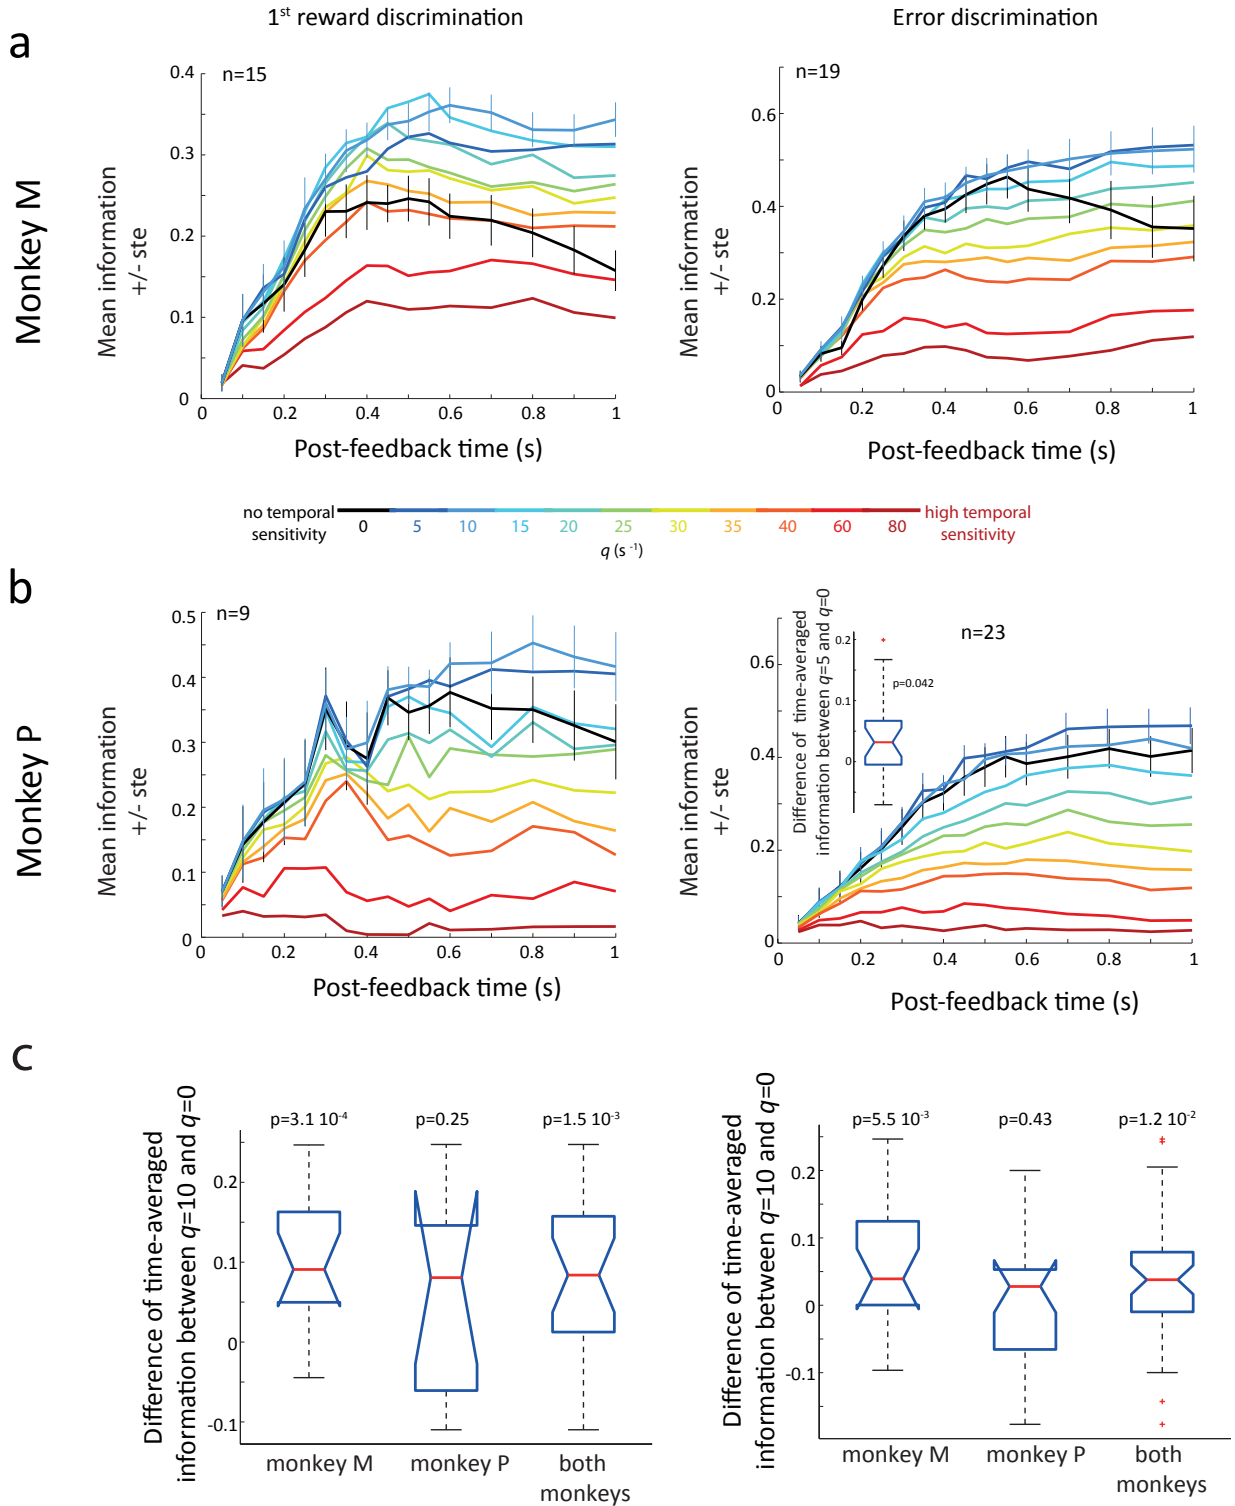 1st reward discrimination
Error discrimination
a
Monkey M
n=15
Mean information
+/- ste
0.4
0.3
0.2
0.1
0
0 0.2 0.4 0.6 0.8 1
Post-feedback time (s)
n=19
Mean information
+/- ste
0.6
0.4
0.2
0
0 0.2 0.4 0.6 0.8 1
Post-feedback time (s)
no temporal
sensitivity
0 5 10 15 20 25 30 35 40 60 80
q (s -1)
high temporal
sensitivity
b
Monkey P
n=9
Mean information
+/- ste
0.5
0.4
0.3
0.2
0.1
0
0 0.2 0.4 0.6 0.8 1
Post-feedback time (s)
n=23
Mean information
+/- ste
0.6
0.4
0.2
0
0 0.2 0.4 0.6 0.8 1
Post-feedback time (s)
Difference of time-averaged
information between q=5 and q=0
0.2
0.1
0
p=0.042
c
Difference of time-averaged
information between q=10 and q=0
0.2
0.1
0
-0.1
p=3.1 10-4
p=0.25
p=1.5 10-3
monkey M
monkey P
both
monkeys
Difference of time-averaged
information between q=10 and q=0
0.2
0.1
0
-0.1
p=5.5 10-3
p=0.43
p=1.2 10-2
monkey M
monkey P
both
monkeys